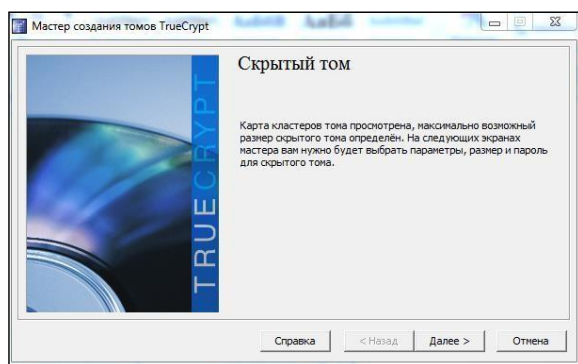 Мастер создания томов TrueCrypt
TRUECRYPT
Скрытый том
Карта кластеров тома просмотрена, максимально возможный
размер скрытого тома определён. На следующих экранах
мастера вам нужно будет выбрать параметры, размер и пароль
для скрытого тома.
Справка
< Назад
Далее >
Отмена